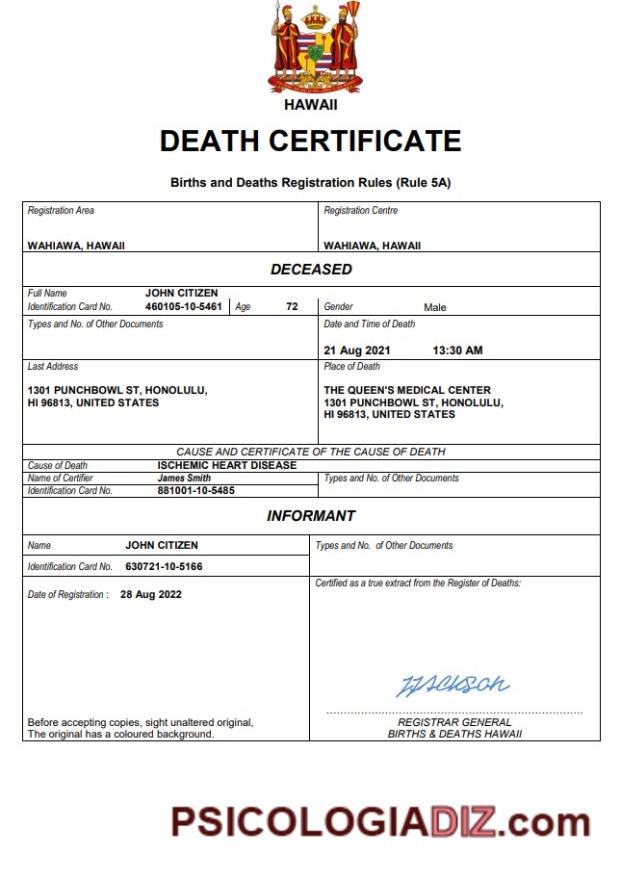 HAWAII
DEATH CERTIFICATE
Births and Deaths Registration Rules (Rule 5A)
Registration Area
Registration Centre
WAHIAWA, HAWAII
WAHIAWA, HAWAII
DECEASED
Full Name JOHN CITIZEN
Identification Card No. 460105-10-5461 Age 72 Gender Male
Types and No. of Other Documents
Date and Time of Death
21 Aug 2021 13:30 AM
Last Address
1301 PUNCHBOWL ST, HONOLULU,
HI 96813, UNITED STATES
Place of Death
THE QUEEN'S MEDICAL CENTER
1301 PUNCHBOWL ST, HONOLULU,
HI 96813, UNITED STATES
CAUSE AND CERTIFICATE OF THE CAUSE OF DEATH
Cause of Death ISCHEMIC HEART DISEASE
Name of Certifier James Smith
Types and No. of Other Documents
Identification Card No. 881001-10-5485
INFORMANT
Name JOHN CITIZEN
Types and No. of Other Documents
Identification Card No. 630721-10-5166
Date of Registration : 28 Aug 2022
Certified as a true extract from the Register of Deaths:
Before accepting copies, sight unaltered original,
The original has a coloured background.
REGISTRAR GENERAL
BIRTHS & DEATHS HAWAII
PSICOLOGIADIZ.com